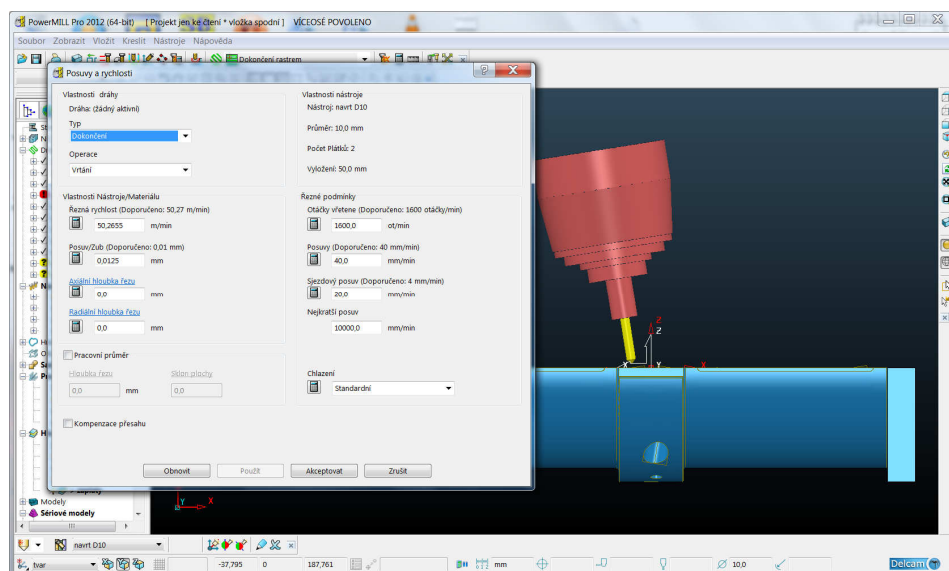 PowerMILL Pro 2012 (64-bit) [Projekt jen ke čtení * vložka spodní ] VÍCEOSÉ POVOLENO
Soubor Zobrazit Vložit Kreslit Nástroje Nápověda
Dokončení rastrem
Posuvy a rychlosti
Vlastnosti dráhy
Dráha: (žádný aktivní)
Typ
Dokončení
Operace
Vrtání
Vlastnosti nástroje
Nástroj: navrt D10
Průměr: 10,0 mm
Počet Plátků: 2
Vyložení: 50,0 mm
Vlastnosti Nástroje/Materiálu
Řezná rychlost (Doporučeno: 50,27 m/min)
50,2655 m/min
Posuv/Zub (Doporučeno: 0,01 mm)
0,0125 mm
Axiální hloubka řezu
0,0 mm
Radiální hloubka řezu
0,0 mm
Řezné podmínky
Otáčky vřetene (Doporučeno: 1600 otáčky/min)
1600,0 ot/min
Posuvy (Doporučeno: 40 mm/min)
40,0 mm/min
Sjezdový posuv (Doporučeno: 4 mm/min)
20,0 mm/min
Nejkratší posuv
10000,0 mm/min
Pracovní průměr
Hloubka řezu Sklon plochy
0,0 mm 0,0
Chlazení
Standardní
Kompenzace přesahu
Obnovit Použít Akceptovat Zrušit
Z
Z
X Y X
Y X
Modely
Sériové modely
navrt D10
tvar -37,795 0 187,761 mm 10,0 Delcam